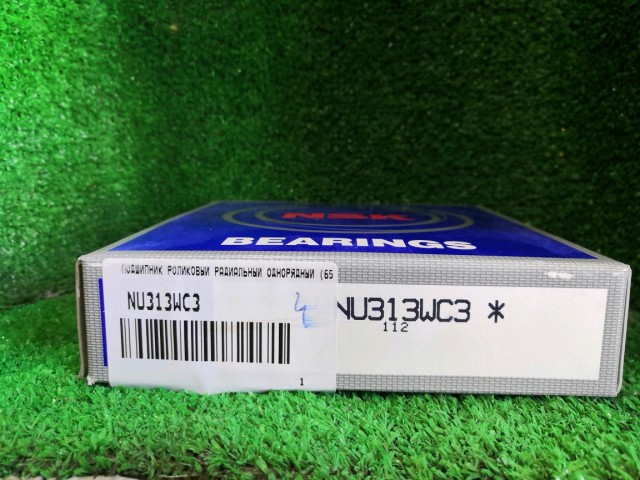 NSK
BEARINGS
ПОДШИПНИК РОЛИКОВЫЙ РАДИАЛЬНЫЙ ОДНОРЯДНЫЙ (65
NU313WC3
1
NU313WC3 *
112